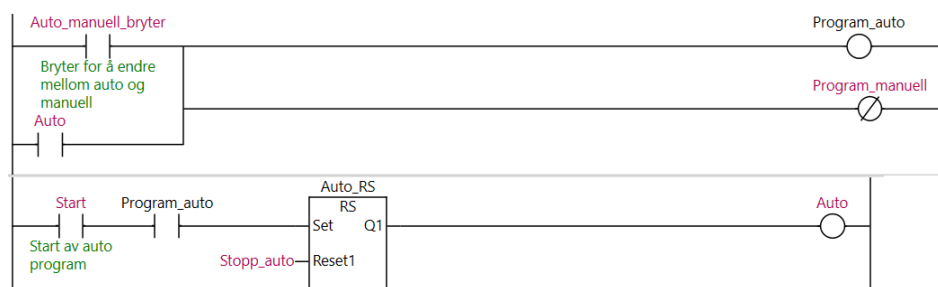 Auto_manuell_bryter
Program_auto
Bryter for å endre
mellom auto og
manuell
Program_manuell
Auto
Auto_RS
Start
Program_auto
RS
Auto
Set
Q1
Start av auto
program
Stopp_auto
Reset1